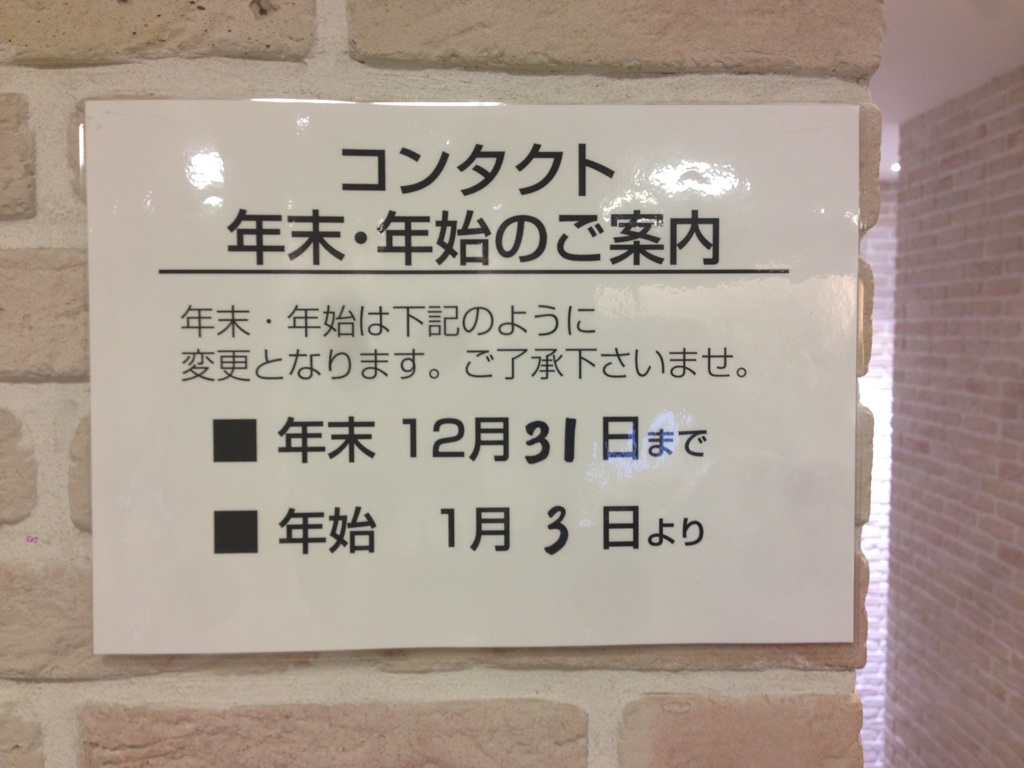 コンタクト
年末・年始のご案内
年末・年始は下記のように
変更となります。ご了承下さいませ。
■ 年末 12月31日まで
■ 年始 1月 3 日より